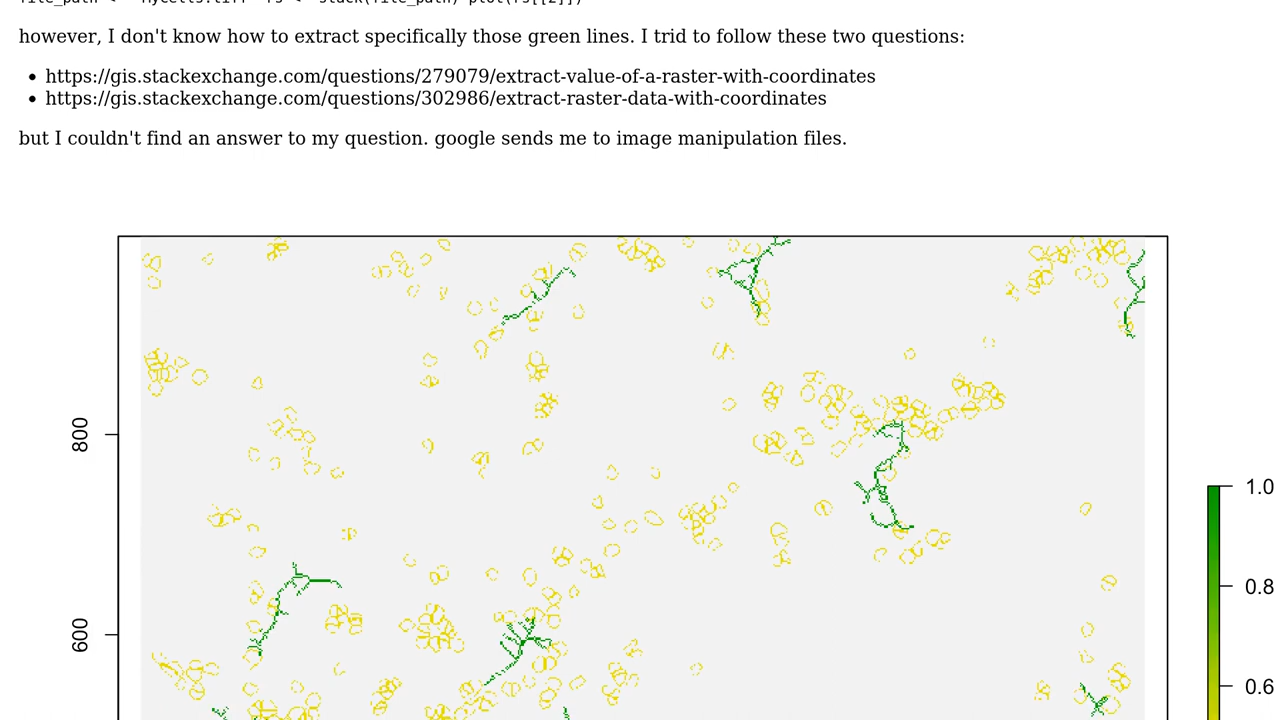 however, I don't know how to extract specifically those green lines. I trid to follow these two questions:
• https://gis.stackexchange.com/questions/279079/extract-value-of-a-raster-with-coordinates
• https://gis.stackexchange.com/questions/302986/extract-raster-data-with-coordinates
but I couldn't find an answer to my question. google sends me to image manipulation files.
800
600
1.0
0.8
0.6